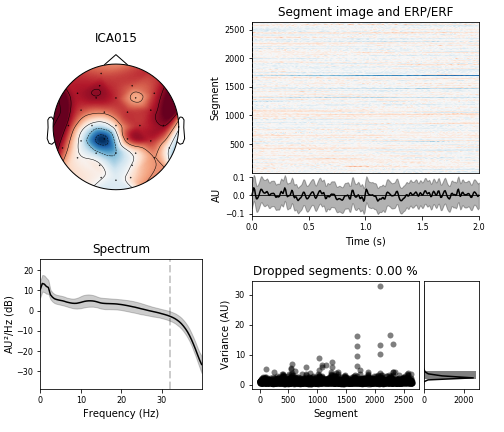 ICA015
Segment image and ERP/ERF
Segment
2500
2000
1500
1000
500
AU
0.1
0.0
−0.1
0.0 0.5 1.0 1.5 2.0
Time (s)
Spectrum
AU²/Hz (dB)
20
10
0
−10
−20
−30
0 10 20 30
Frequency (Hz)
Dropped segments: 0.00 %
Variance (AU)
30
20
10
0
0 500 1000 1500 2000 2500
Segment
0 2000